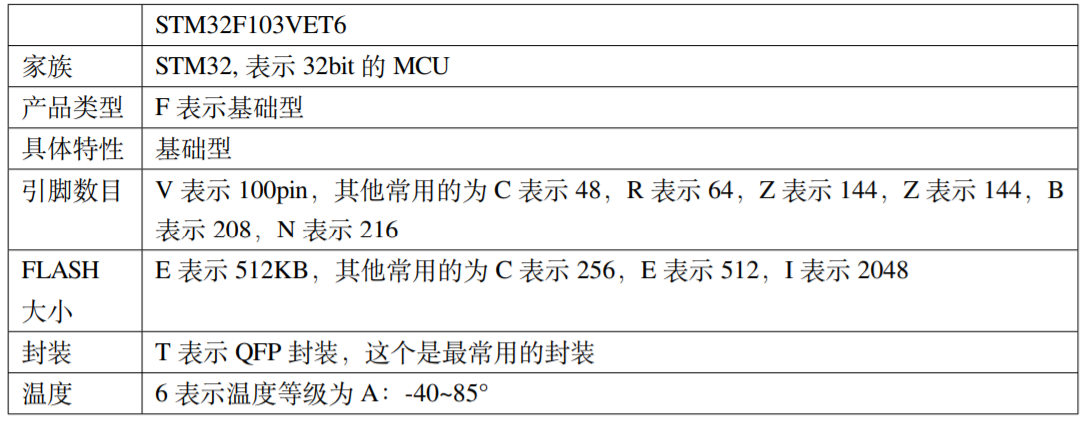 STM32F103VET6
家族 STM32, 表示 32bit 的 MCU
产品类型 F 表示基础型
具体特性 基础型
引脚数目 V 表示 100pin，其他常用的为 C 表示 48，R 表示 64，Z 表示 144，Z 表示 144，B
表示 208，N 表示 216
FLASH E 表示 512KB，其他常用的为 C 表示 256，E 表示 512，I 表示 2048
大小
封装 T 表示 QFP 封装，这个是最常用的封装
温度 6 表示温度等级为 A：-40~85°